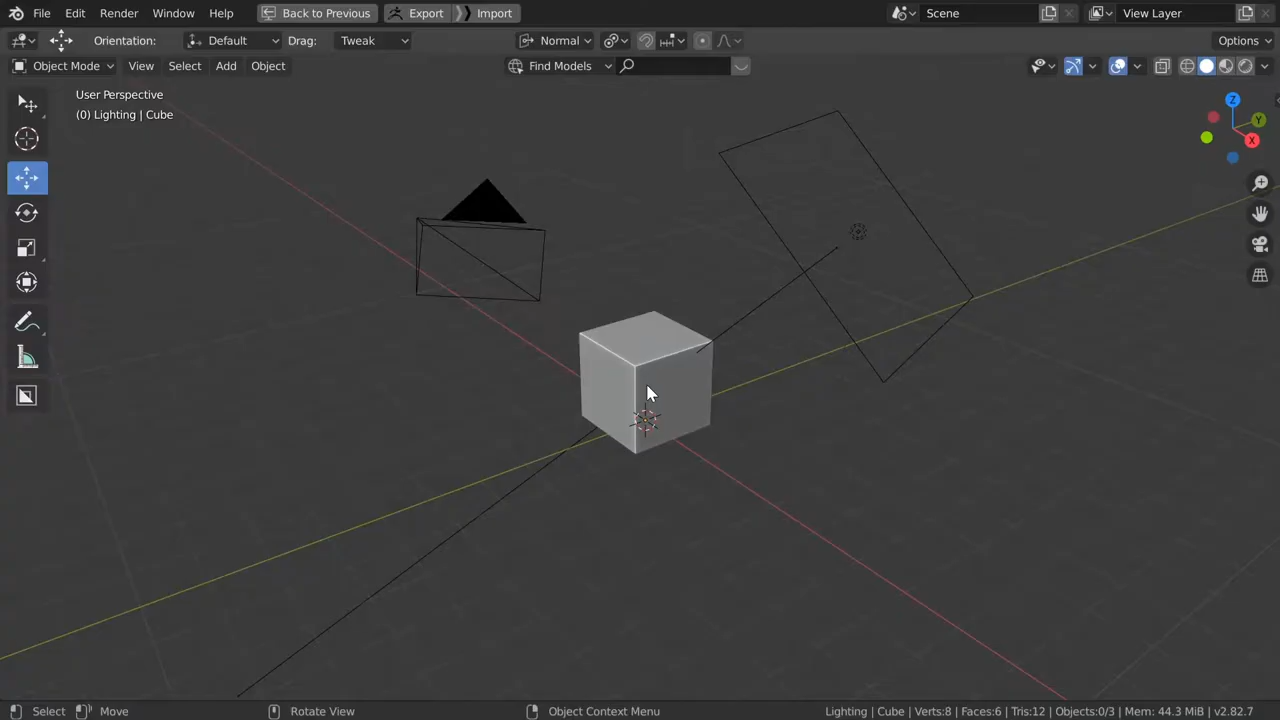 File Edit Render Window Help Back to Previous Export Import Scene View Layer
Orientation: Default Drag: Tweak Normal Options
Object Mode View Select Add Object Find Models
User Perspective
(0) Lighting | Cube
Z
Y
X
Select Move Rotate View Object Context Menu Lighting | Cube | Verts:8 | Faces:6 | Tris:12 | Objects:0/3 | Mem: 44.3 MiB | v2.82.7